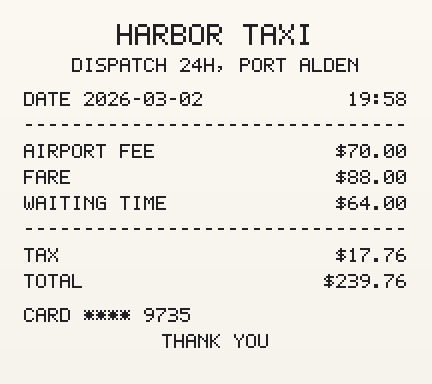 HARBOR TAXI
DISPATCH 24H, PORT ALDEN
DATE 2026-03-02 19:58
--------------------------------
AIRPORT FEE $70.00
FARE $88.00
WAITING TIME $64.00
--------------------------------
TAX $17.76
TOTAL $239.76
CARD **** 9735
THANK YOU